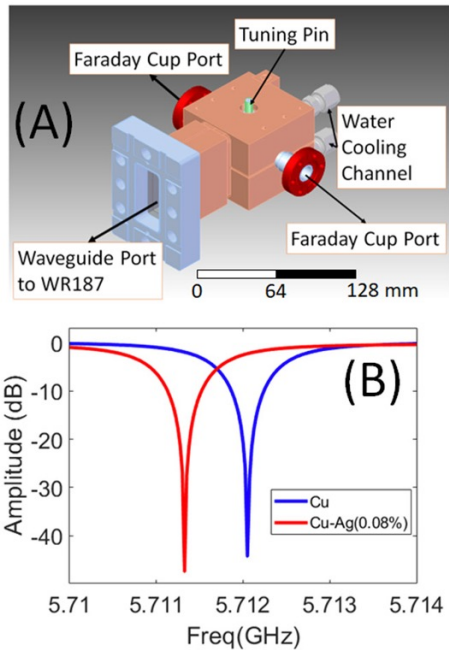 Tuning Pin
Faraday Cup Port
(A)
Water
Cooling
Channel
Waveguide Port
to WR187
Faraday Cup Port
0 64 128 mm
(B)
0
-10
-20
-30
-40
Amplitude (dB)
Cu
Cu-Ag(0.08%)
5.71 5.711 5.712 5.713 5.714
Freq(GHz)